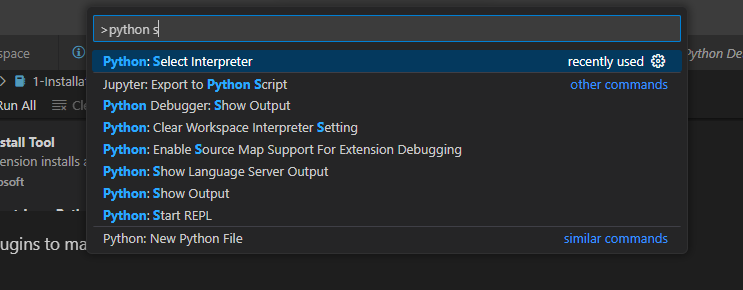 >python s
space
Python De
1-Installa
Run All
Cle
Python: Select Interpreter recently used
Jupyter: Export to Python Script other commands
Python Debugger: Show Output
Python: Clear Workspace Interpreter Setting
Python: Enable Source Map Support For Extension Debugging
Python: Show Language Server Output
Python: Show Output
Python: Start REPL
Python: New Python File similar commands
stall Tool
ension installs a
osoft
ugins to ma